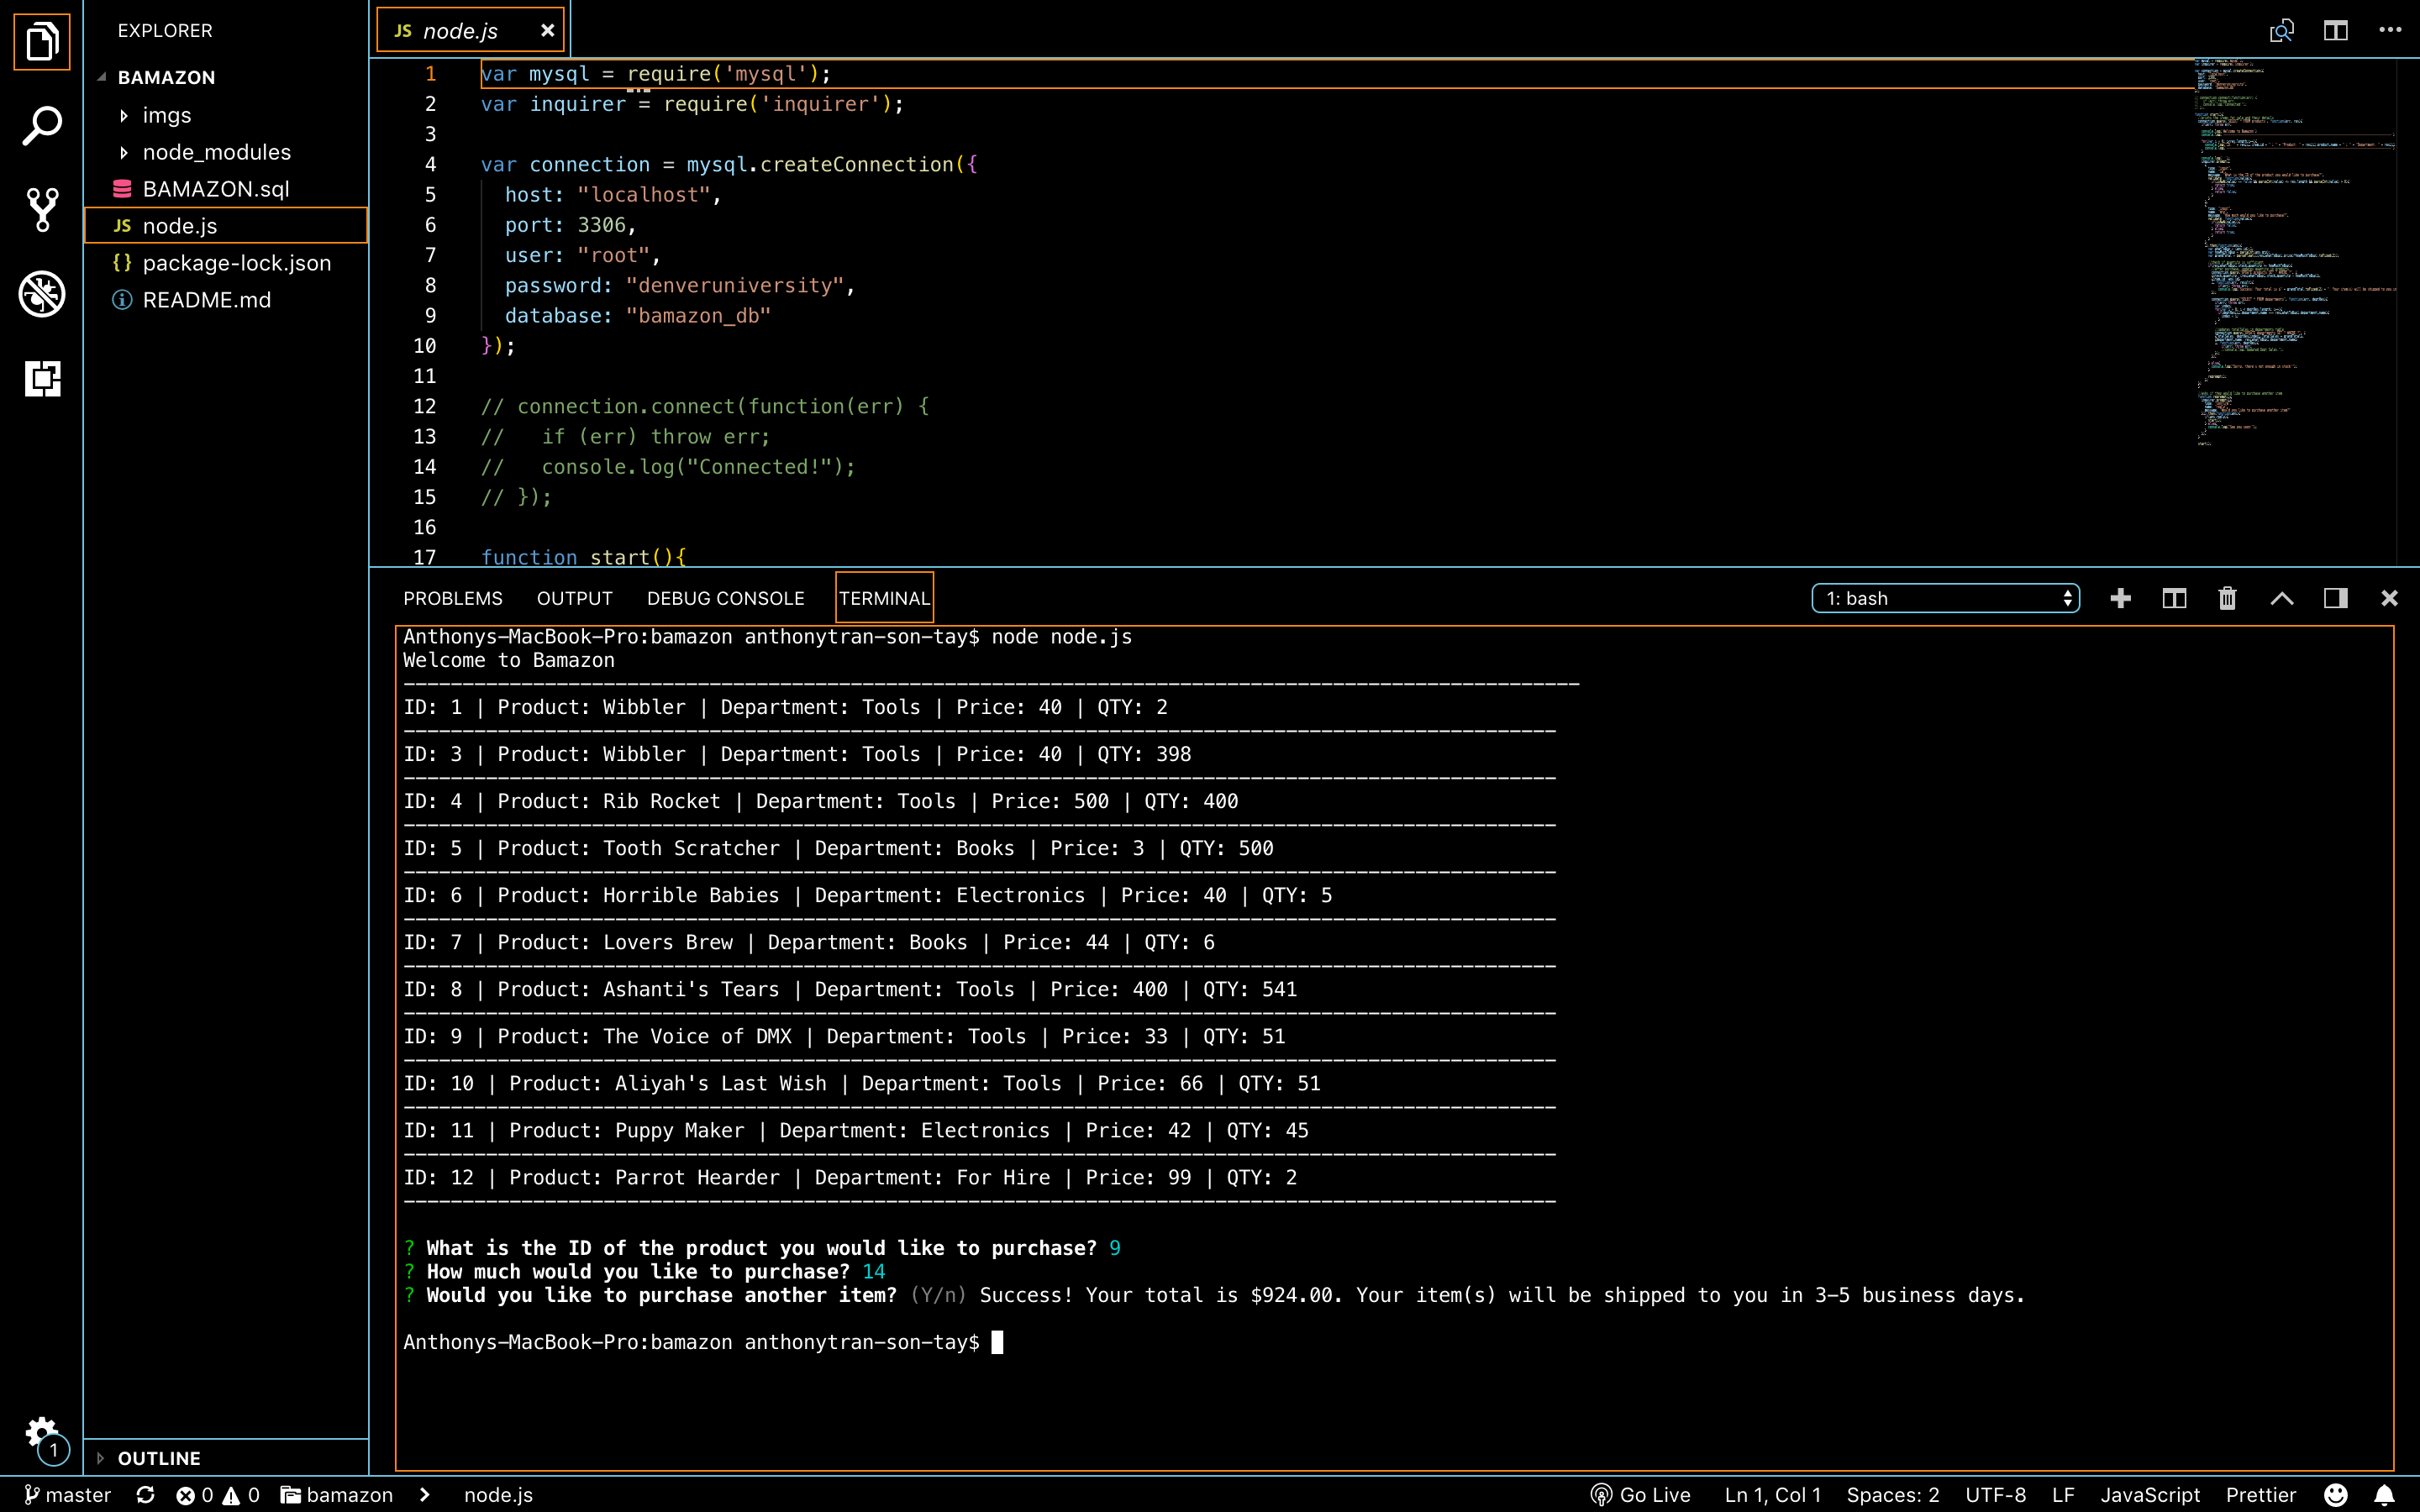 EXPLORER
BAMAZON
imgs
node_modules
BAMAZON.sql
JS node.js
{} package-lock.json
README.md
OUTLINE
1
JS node.js
1 var mysql = require('mysql');
2 var inquirer = require('inquirer');
3
4 var connection = mysql.createConnection({
5 host: "localhost",
6 port: 3306,
7 user: "root",
8 password: "denveruniversity",
9 database: "bamazon_db"
10 });
11
12 // connection.connect(function(err) {
13 //   if (err) throw err;
14 //   console.log("Connected!");
15 // });
16
17 function start(){
PROBLEMS OUTPUT DEBUG CONSOLE TERMINAL 1: bash
Anthonys-MacBook-Pro:bamazon anthonytran-son-tay$ node node.js
Welcome to Bamazon
----------------------------------------------------------------------------------------------------
ID: 1 | Product: Wibbler | Department: Tools | Price: 40 | QTY: 2
--------------------------------------------------------------------------------------------------
ID: 3 | Product: Wibbler | Department: Tools | Price: 40 | QTY: 398
--------------------------------------------------------------------------------------------------
ID: 4 | Product: Rib Rocket | Department: Tools | Price: 500 | QTY: 400
--------------------------------------------------------------------------------------------------
ID: 5 | Product: Tooth Scratcher | Department: Books | Price: 3 | QTY: 500
--------------------------------------------------------------------------------------------------
ID: 6 | Product: Horrible Babies | Department: Electronics | Price: 40 | QTY: 5
--------------------------------------------------------------------------------------------------
ID: 7 | Product: Lovers Brew | Department: Books | Price: 44 | QTY: 6
--------------------------------------------------------------------------------------------------
ID: 8 | Product: Ashanti's Tears | Department: Tools | Price: 400 | QTY: 541
--------------------------------------------------------------------------------------------------
ID: 9 | Product: The Voice of DMX | Department: Tools | Price: 33 | QTY: 51
--------------------------------------------------------------------------------------------------
ID: 10 | Product: Aliyah's Last Wish | Department: Tools | Price: 66 | QTY: 51
--------------------------------------------------------------------------------------------------
ID: 11 | Product: Puppy Maker | Department: Electronics | Price: 42 | QTY: 45
--------------------------------------------------------------------------------------------------
ID: 12 | Product: Parrot Hearder | Department: For Hire | Price: 99 | QTY: 2
--------------------------------------------------------------------------------------------------
? What is the ID of the product you would like to purchase? 9
? How much would you like to purchase? 14
? Would you like to purchase another item? (Y/n) Success! Your total is $924.00. Your item(s) will be shipped to you in 3-5 business days.
Anthonys-MacBook-Pro:bamazon anthonytran-son-tay$
master 0 0 bamazon > node.js Go Live Ln 1, Col 1 Spaces: 2 UTF-8 LF JavaScript Prettier